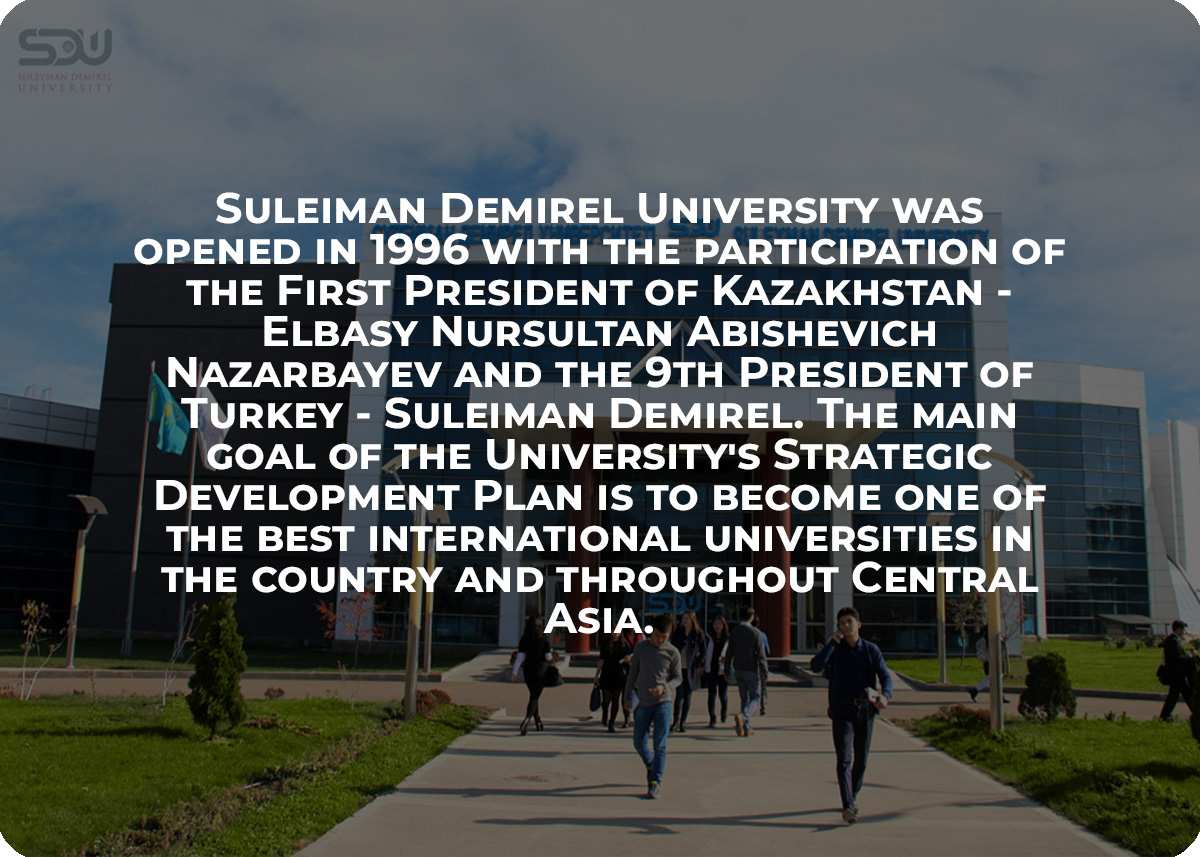 SDU
SULEYMAN DEMIREL
UNIVERSITY
Suleiman Demirel University was
opened in 1996 with the participation of
the First President of Kazakhstan -
Elbasy Nursultan Abishevich
Nazarbayev and the 9th President of
Turkey - Suleiman Demirel. The main
goal of the University's Strategic
Development Plan is to become one of
the best international universities in
the country and throughout Central
Asia.
SDU